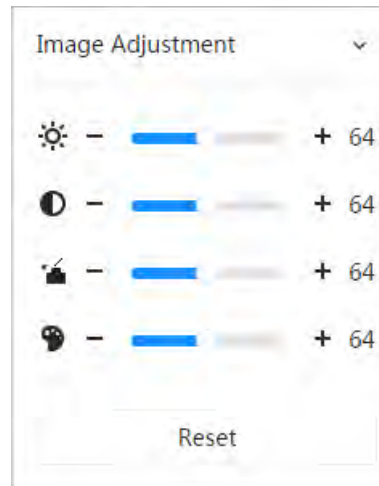 Image Adjustment
- + 64
- + 64
- + 64
- + 64
Reset